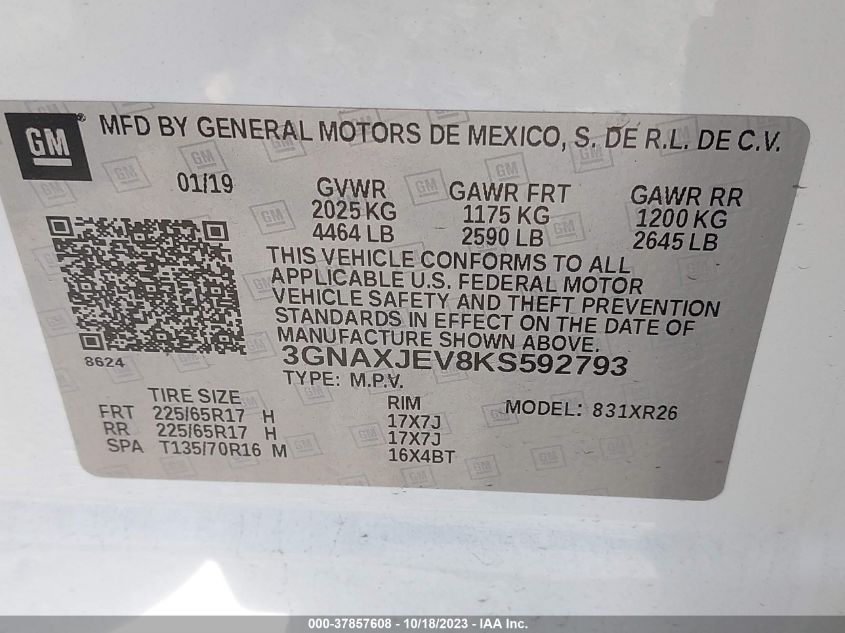 GM ® MFD BY GENERAL MOTORS DE MEXICO, S. DE R.L. DE C.V.
01/19 GVWR GAWR FRT GAWR RR
2025 KG 1175 KG 1200 KG
4464 LB 2590 LB 2645 LB
THIS VEHICLE CONFORMS TO ALL
APPLICABLE U.S. FEDERAL MOTOR
VEHICLE SAFETY AND THEFT PREVENTION
STANDARDS IN EFFECT ON THE DATE OF
MANUFACTURE SHOWN ABOVE.
8624 3GNAXJEV8KS592793
TYPE: M.P.V.
TIRE SIZE RIM MODEL: 831XR26
FRT 225/65R17 H 17X7J
RR 225/65R17 H 17X7J
SPA T135/70R16 M 16X4BT
000-37857608 - 10/18/2023 - IAA Inc.